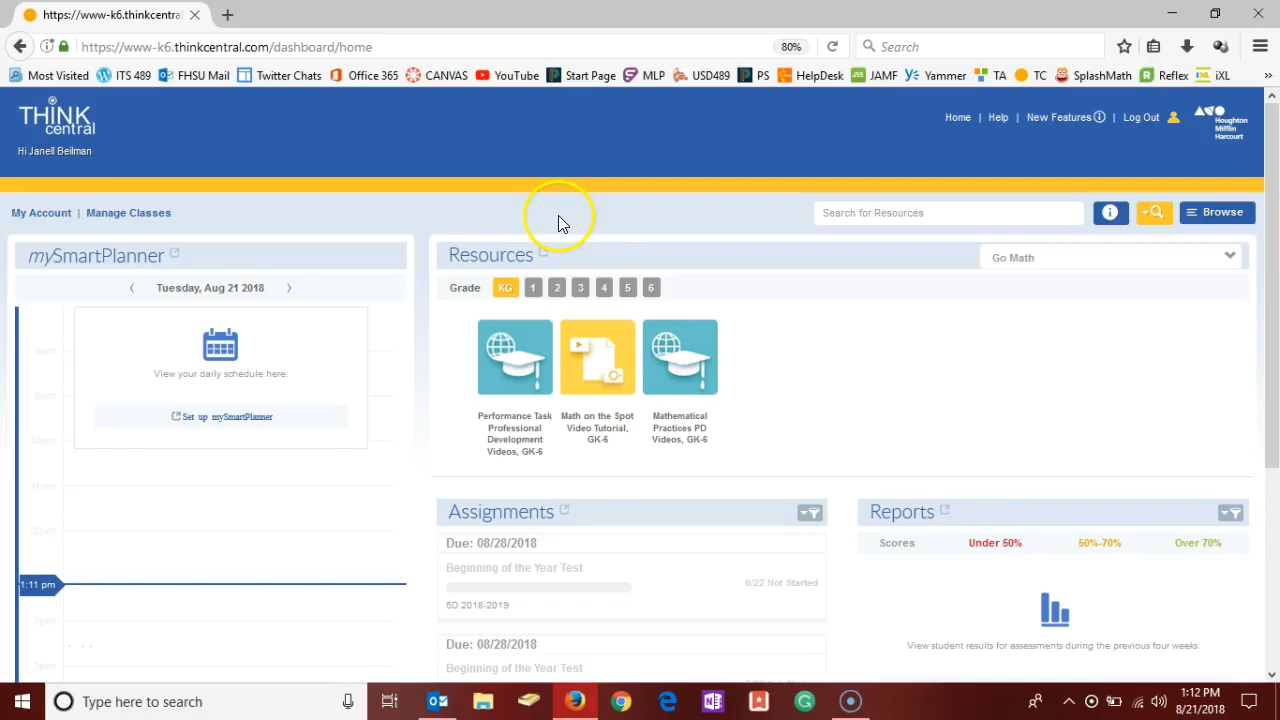 https://www-k6.thinkcentra
https://www-k6.thinkcentral.com/dashboard/home
80%
Search
Most Visited
ITS 489
FHSU Mail
Twitter Chats
Office 365
CANVAS
YouTube
Start Page
MLP
USD489
PS
HelpDesk
JAMF
Yammer
TA
TC
SplashMath
Reflex
iXL
THINK
central
Hi Janell Beilman
Home | Help | New Features | Log Out
Houghton
Mifflin
Harcourt
My Account | Manage Classes
Search for Resources
Browse
mySmartPlanner
Tuesday, Aug 21 2018
View your daily schedule here.
Set up mySmartPlanner
11am
1:11 pm
2pm
3pm
Resources
Go Math
Grade KG 1 2 3 4 5 6
Performance Task
Professional
Development
Videos, GK-6
Math on the Spot
Video Tutorial,
GK-6
Mathematical
Practices PD
Videos, GK-6
Assignments
Due: 08/28/2018
Beginning of the Year Test
0/22 Not Started
5D 2018-2019
Due: 08/28/2018
Beginning of the Year Test
Reports
Scores Under 50% 50%-70% Over 70%
View student results for assessments during the previous four weeks.
Type here to search
1:12 PM
8/21/2018